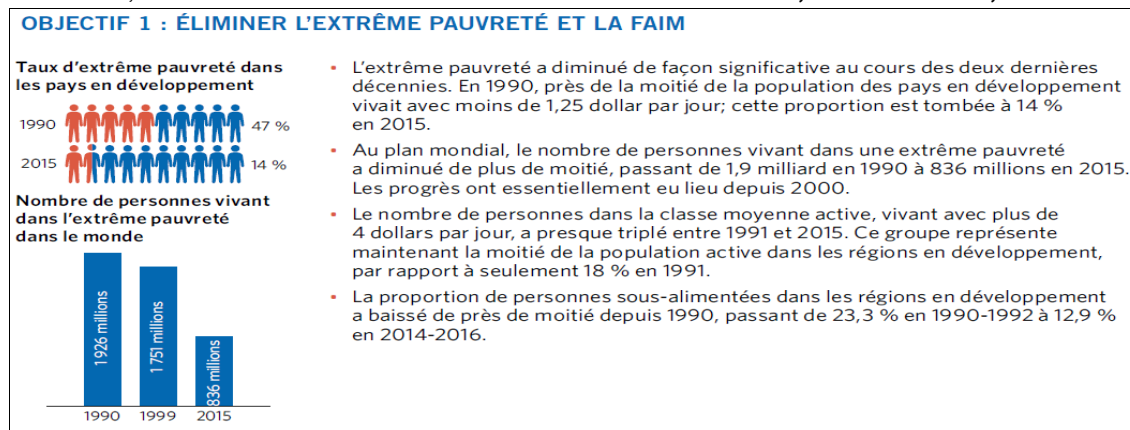 OBJECTIF 1 : ÉLIMINER L'EXTRÊME PAUVRETÉ ET LA FAIM
Taux d'extrême pauvreté dans
les pays en développement
1990
47 %
2015
14 %
Nombre de personnes vivant
dans l'extrême pauvreté
dans le monde
1 926 millions
1 751 millions
836 millions
1990 1999 2015
• L'extrême pauvreté a diminué de façon significative au cours des deux dernières
décennies. En 1990, près de la moitié de la population des pays en développement
vivait avec moins de 1,25 dollar par jour; cette proportion est tombée à 14 %
en 2015.
• Au plan mondial, le nombre de personnes vivant dans une extrême pauvreté
a diminué de plus de moitié, passant de 1,9 milliard en 1990 à 836 millions en 2015.
Les progrès ont essentiellement eu lieu depuis 2000.
• Le nombre de personnes dans la classe moyenne active, vivant avec plus de
4 dollars par jour, a presque triplé entre 1991 et 2015. Ce groupe représente
maintenant la moitié de la population active dans les régions en développement,
par rapport à seulement 18 % en 1991.
• La proportion de personnes sous-alimentées dans les régions en développement
a baissé de près de moitié depuis 1990, passant de 23,3 % en 1990-1992 à 12,9 %
en 2014-2016.